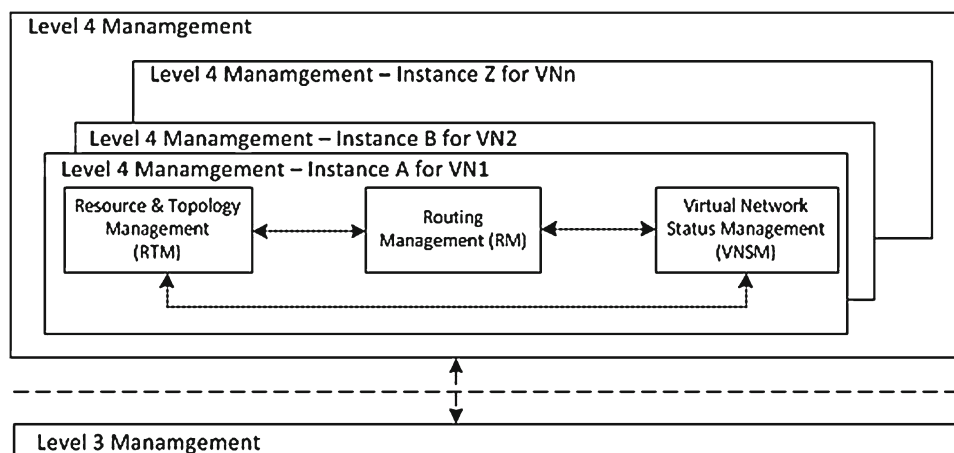 Level 4 Manamgement
Level 4 Manamgement – Instance Z for VNn
Level 4 Manamgement – Instance B for VN2
Level 4 Manamgement – Instance A for VN1
Resource & Topology
Management
(RTM)
Routing
Management (RM)
Virtual Network
Status Management
(VNSM)
Level 3 Manamgement